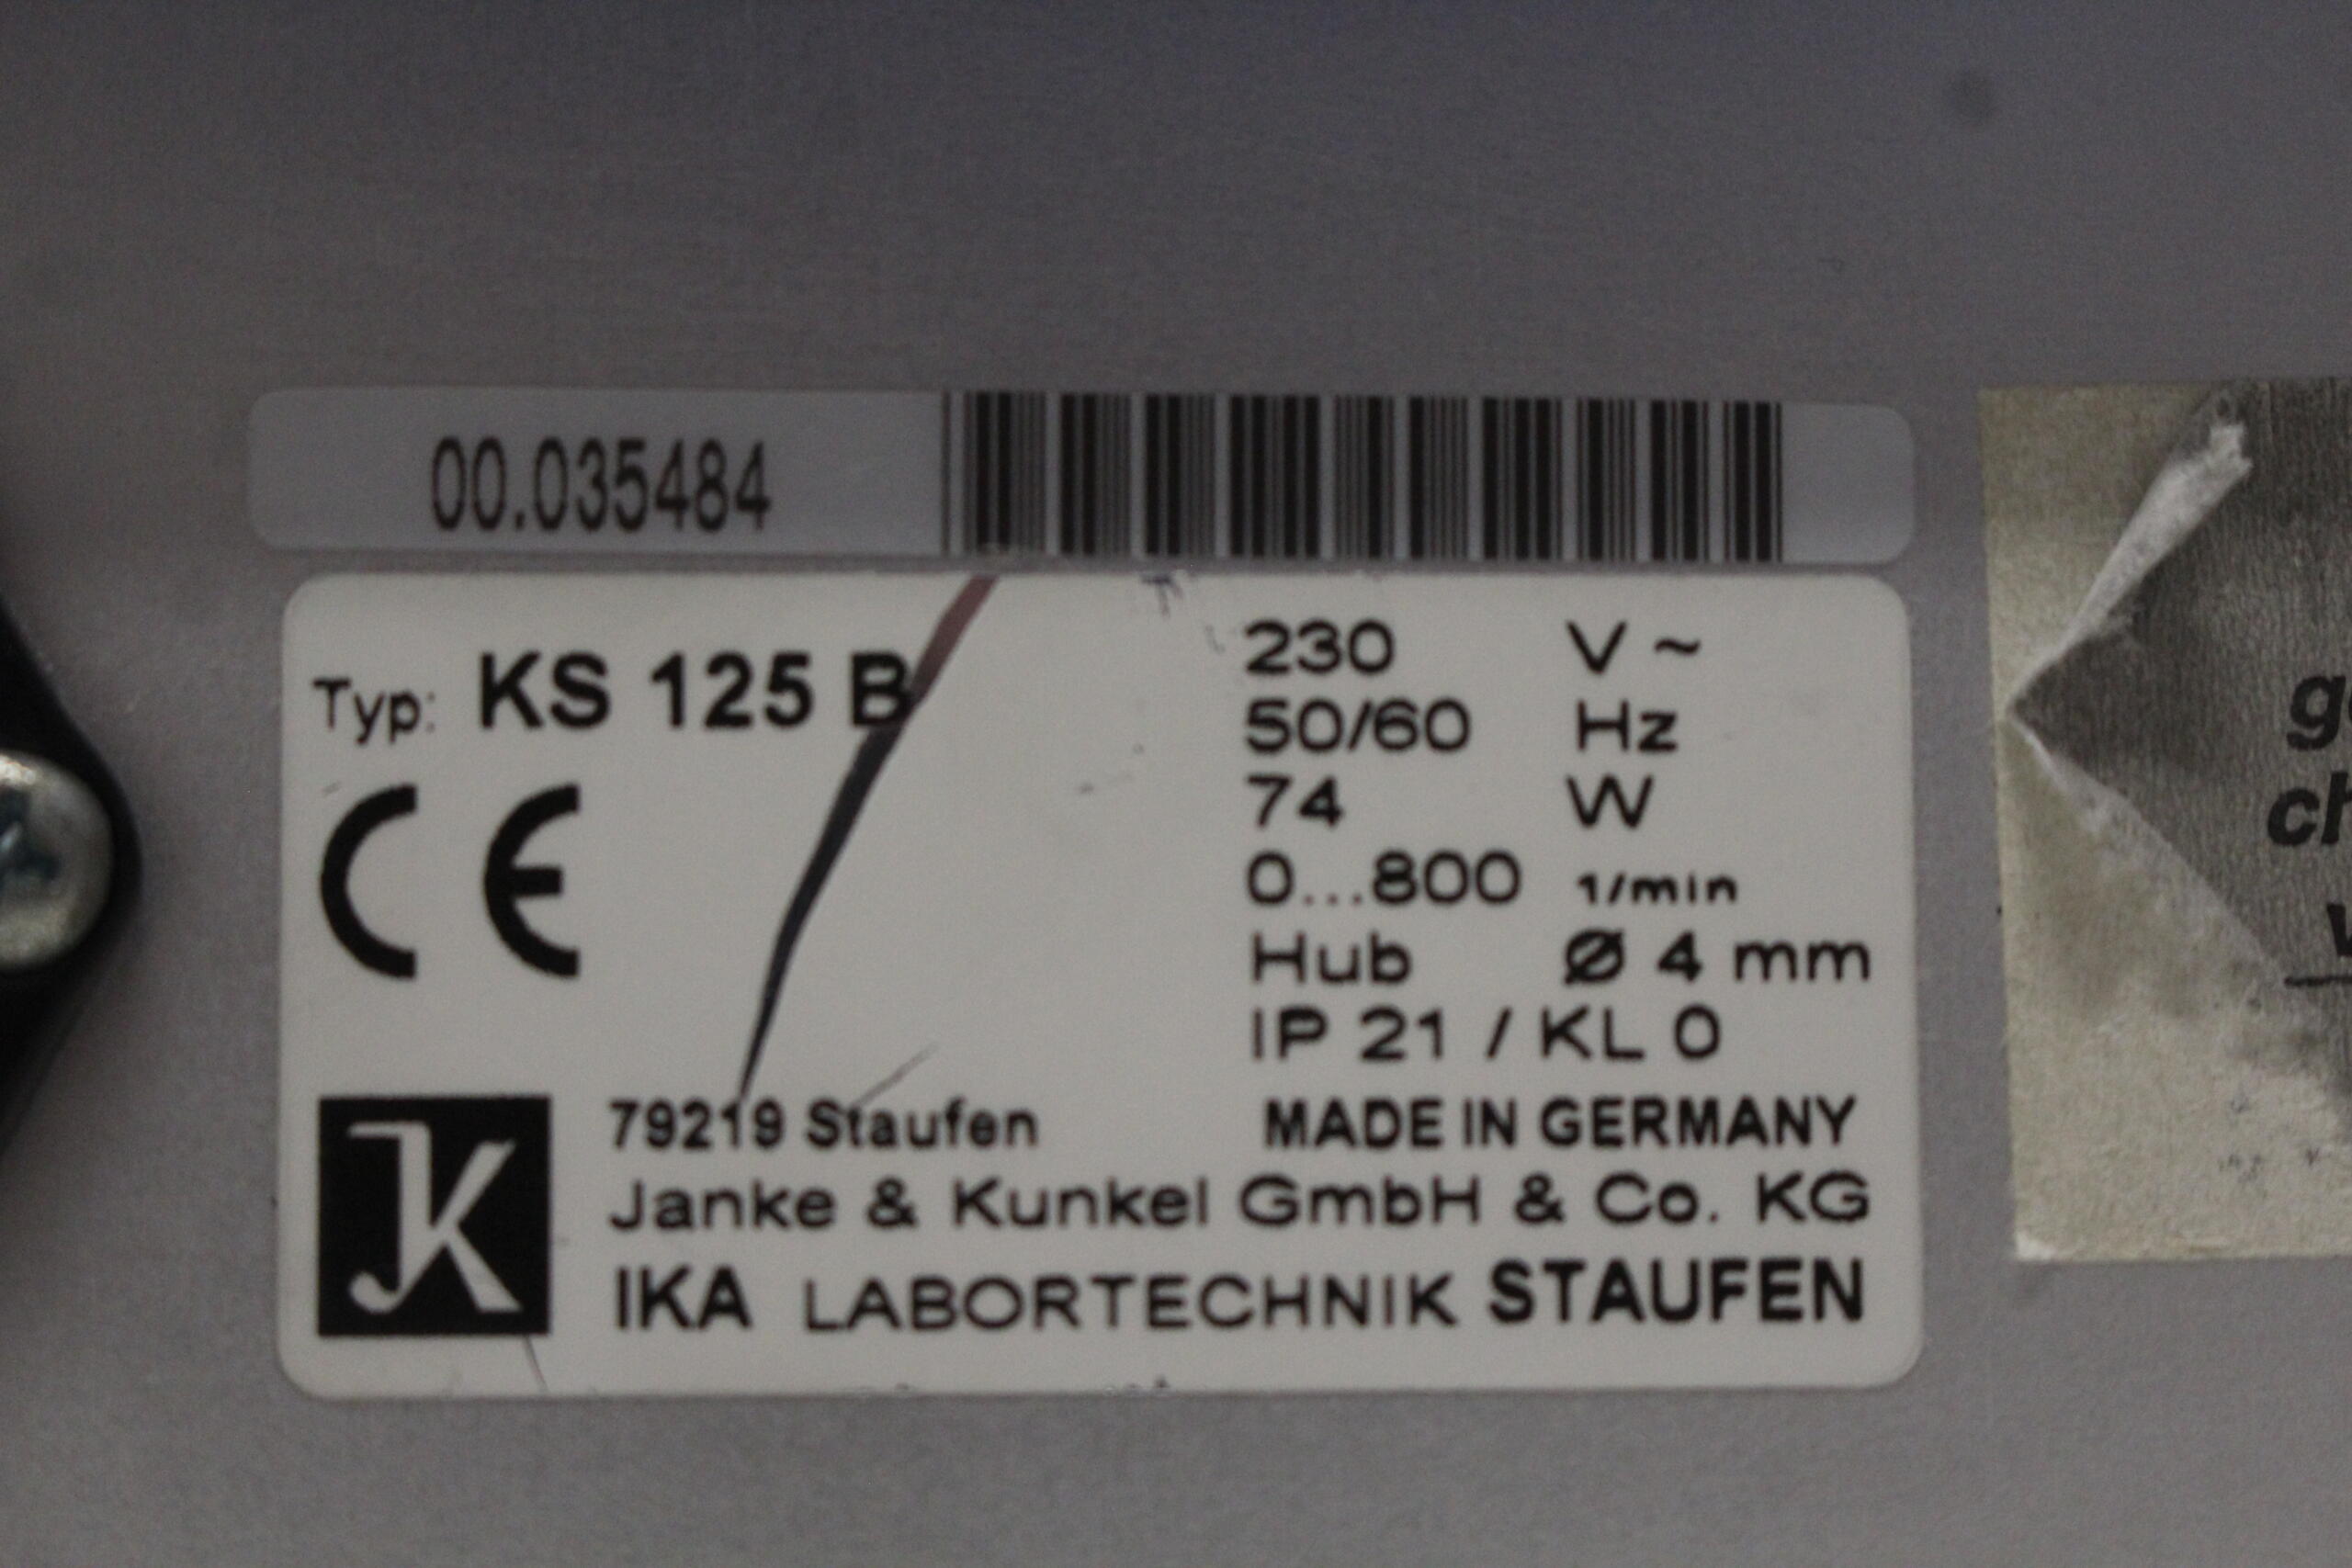 00.035484
Typ: KS 125 B
230 V ~
50/60 Hz
74 W
0...800 1/min
Hub Ø 4 mm
IP 21 / KL 0
CE
JK
79219 Staufen MADE IN GERMANY
Janke & Kunkel GmbH & Co. KG
IKA LABORTECHNIK STAUFEN
g
ch